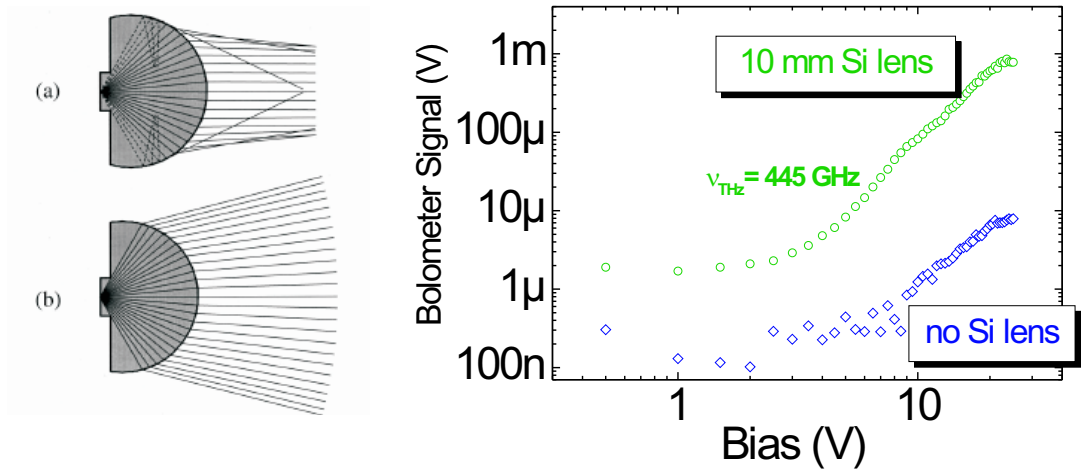 (a)
(b)
Bolometer Signal (V)
1m
100μ
10μ
1μ
100n
10 mm Si lens
νTHz= 445 GHz
no Si lens
1
10
Bias (V)